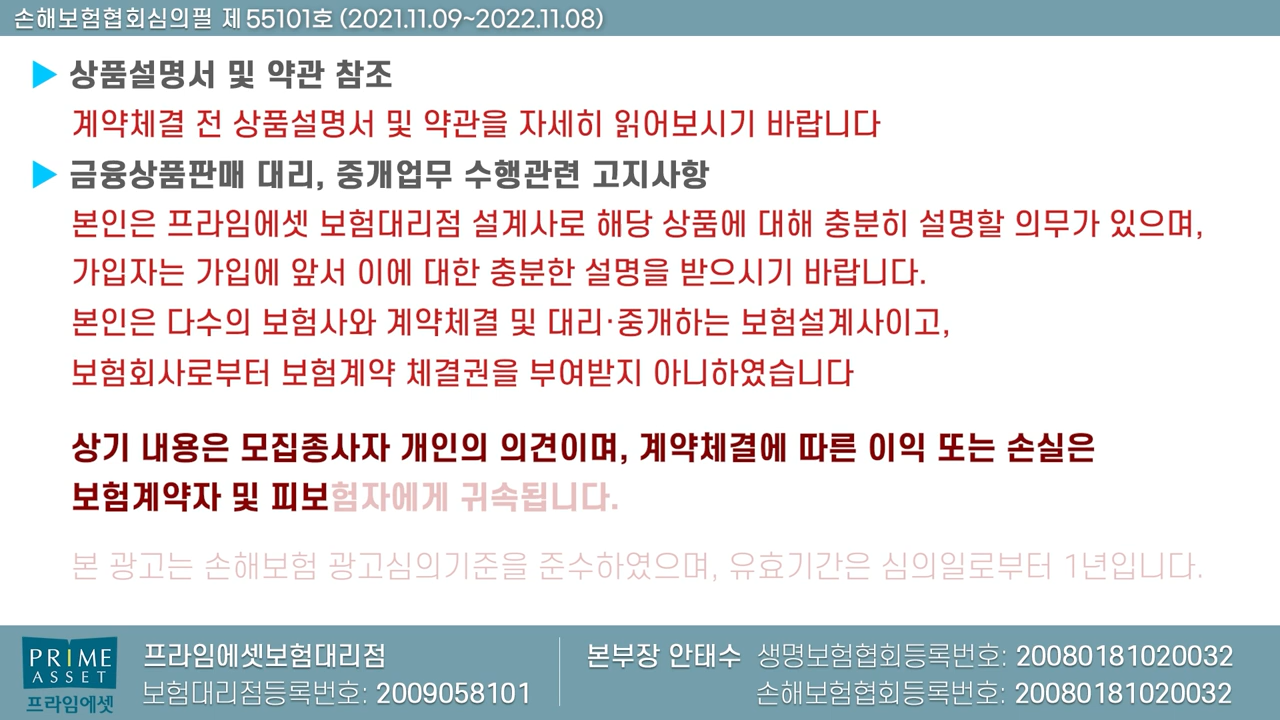 손해보험협회심의필 제 55101호 (2021.11.09~2022.11.08)
▶ 상품설명서 및 약관 참조
계약체결 전 상품설명서 및 약관을 자세히 읽어보시기 바랍니다
▶ 금융상품판매 대리, 중개업무 수행관련 고지사항
본인은 프라임에셋 보험대리점 설계사로 해당 상품에 대해 충분히 설명할 의무가 있으며,
가입자는 가입에 앞서 이에 대한 충분한 설명을 받으시기 바랍니다.
본인은 다수의 보험사와 계약체결 및 대리·중개하는 보험설계사이고,
보험회사로부터 보험계약 체결권을 부여받지 아니하였습니다
상기 내용은 모집종사자 개인의 의견이며, 계약체결에 따른 이익 또는 손실은
보험계약자 및 피보험자에게 귀속됩니다.
본 광고는 손해보험 광고심의기준을 준수하였으며, 유효기간은 심의일로부터 1년입니다.
PRIME
ASSET
프라임에셋
프라임에셋보험대리점
보험대리점등록번호: 2009058101
본부장 안태수 생명보험협회등록번호: 20080181020032
손해보험협회등록번호: 20080181020032